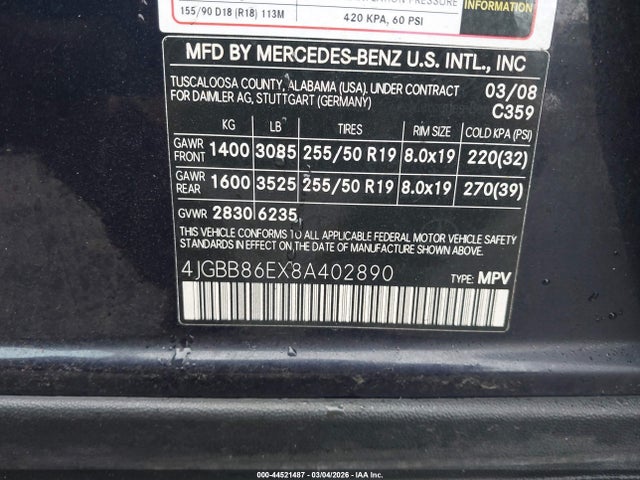 155/90 D18 (R18) 113M
420 KPA, 60 PSI
INFORMATION
MFD BY MERCEDES-BENZ U.S. INTL., INC
TUSCALOOSA COUNTY, ALABAMA (USA), UNDER CONTRACT
FOR DAIMLER AG, STUTTGART (GERMANY)
03/08
C359
KG LB TIRES RIM SIZE COLD KPA (PSI)
GAWR FRONT 1400 3085 255/50 R19 8.0x19 220(32)
GAWR REAR 1600 3525 255/50 R19 8.0x19 270(39)
GVWR 2830 6235
THIS VEHICLE CONFORMS TO ALL APPLICABLE FEDERAL MOTOR VEHICLE SAFETY
STANDARDS IN EFFECT ON THE DATE OF MANUFACTURE SHOWN ABOVE.
4JGBB86EX8A402890 TYPE: MPV
000-44521487 - 03/04/2026 - IAAI - COPART, INC.